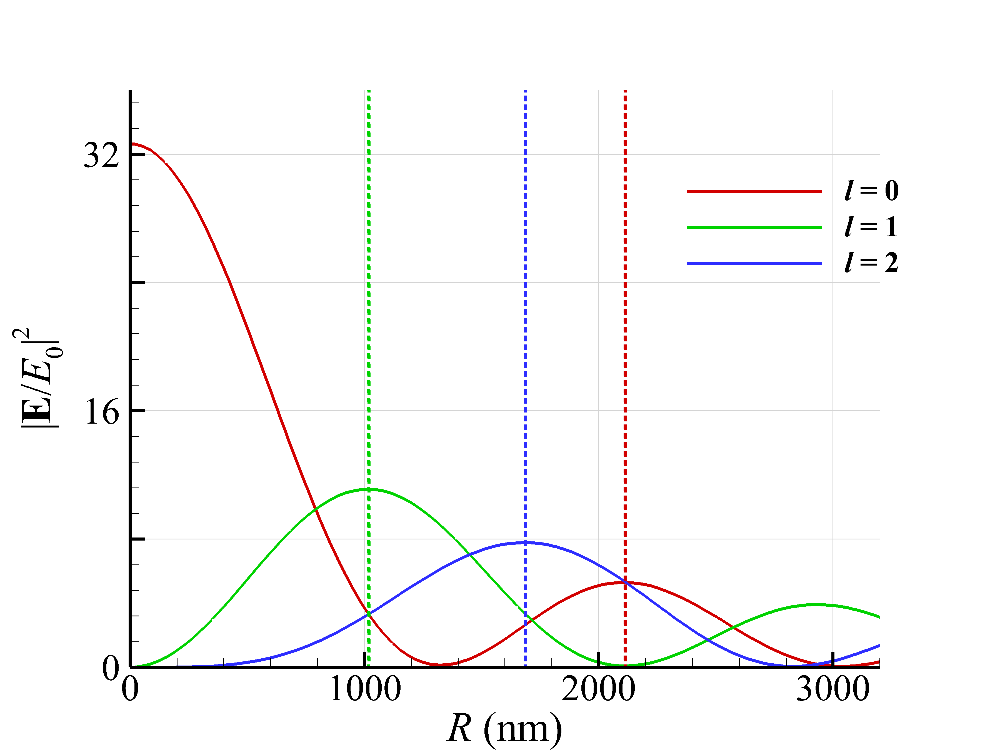 32
16
0
|E/E₀|²
l = 0
l = 1
l = 2
0 1000 2000 3000
R (nm)